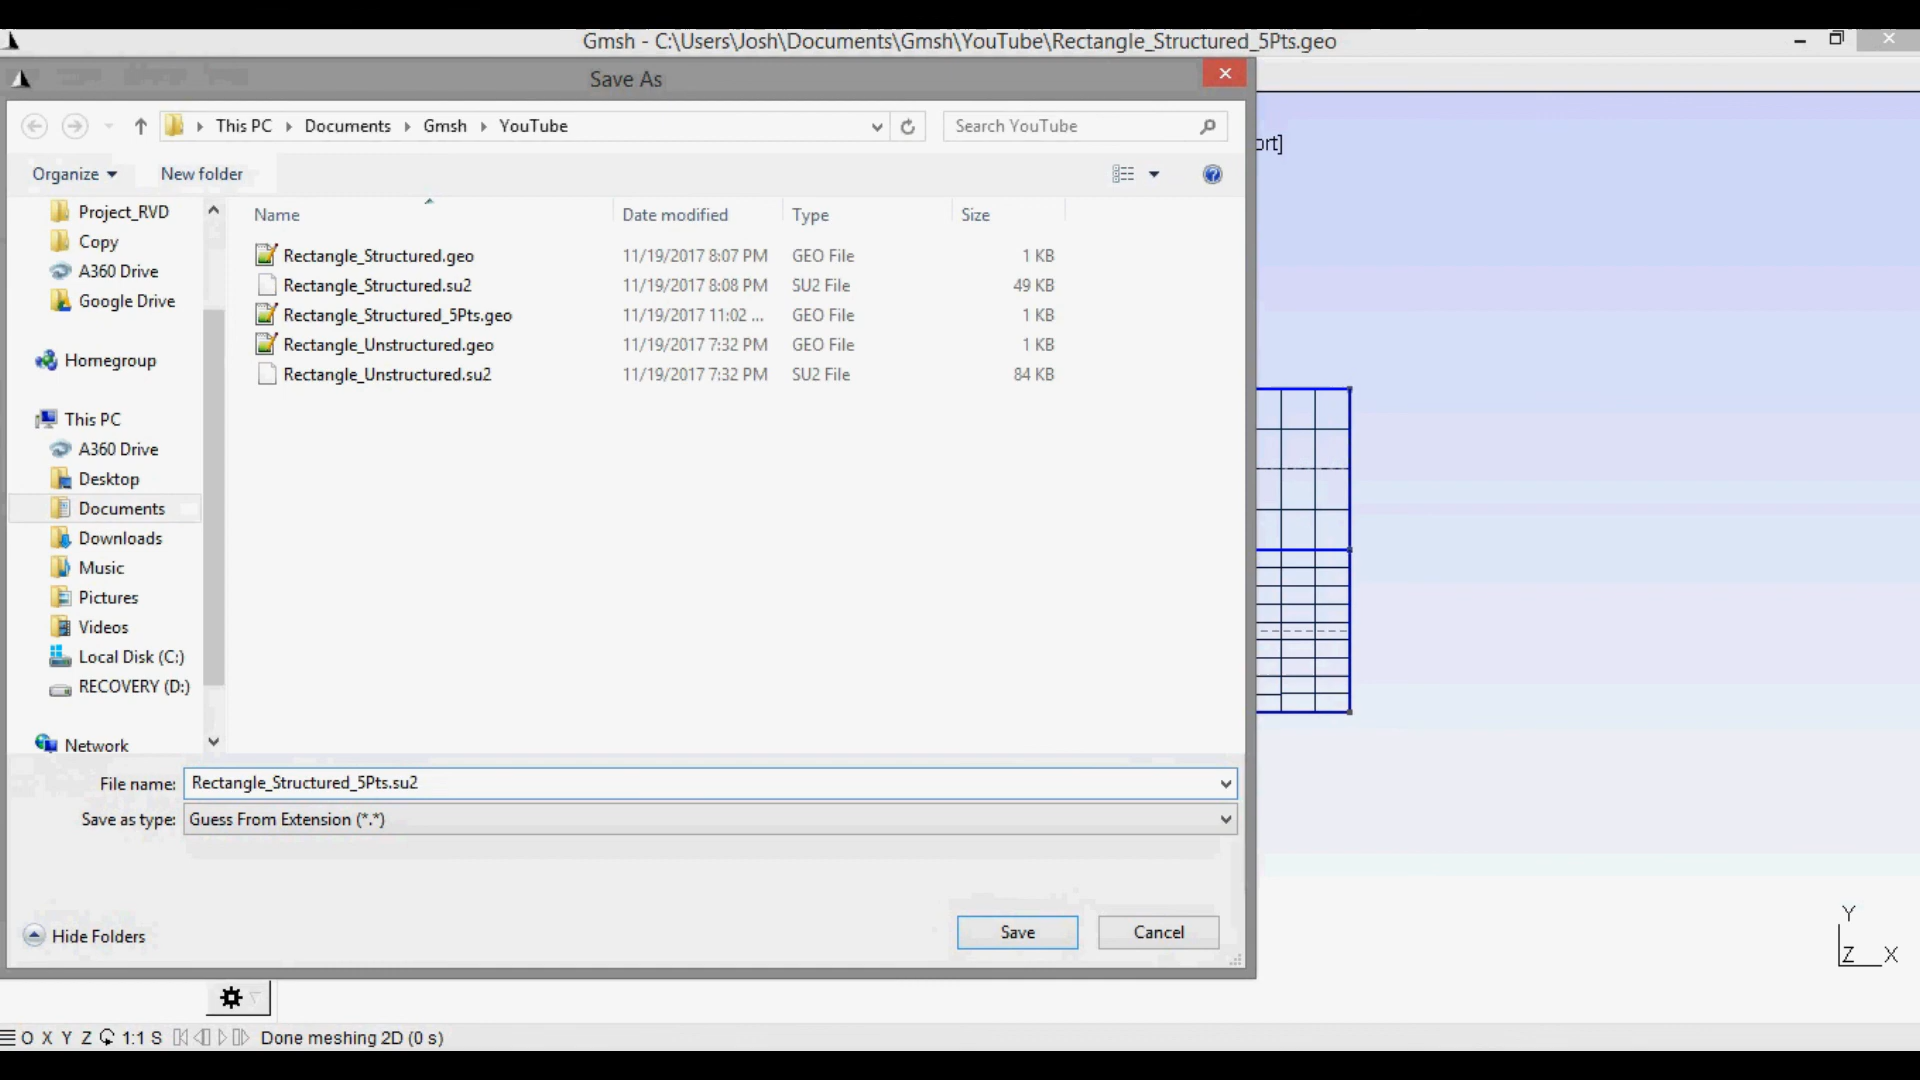 Gmsh - C:\Users\Josh\Documents\Gmsh\YouTube\Rectangle_Structured_5Pts.geo
Save As
This PC Documents Gmsh YouTube
Search YouTube
ort]
Organize New folder
Name Date modified Type Size
Project_RVD
Copy
A360 Drive
Google Drive
Homegroup
This PC
A360 Drive
Desktop
Documents
Downloads
Music
Pictures
Videos
Local Disk (C:)
RECOVERY (D:)
Network
Rectangle_Structured.geo 11/19/2017 8:07 PM GEO File 1 KB
Rectangle_Structured.su2 11/19/2017 8:08 PM SU2 File 49 KB
Rectangle_Structured_5Pts.geo 11/19/2017 11:02 ... GEO File 1 KB
Rectangle_Unstructured.geo 11/19/2017 7:32 PM GEO File 1 KB
Rectangle_Unstructured.su2 11/19/2017 7:32 PM SU2 File 84 KB
File name: Rectangle_Structured_5Pts.su2
Save as type: Guess From Extension (*.*)
Hide Folders
Save Cancel
Y
Z X
O X Y Z 1:1 S Done meshing 2D (0 s)